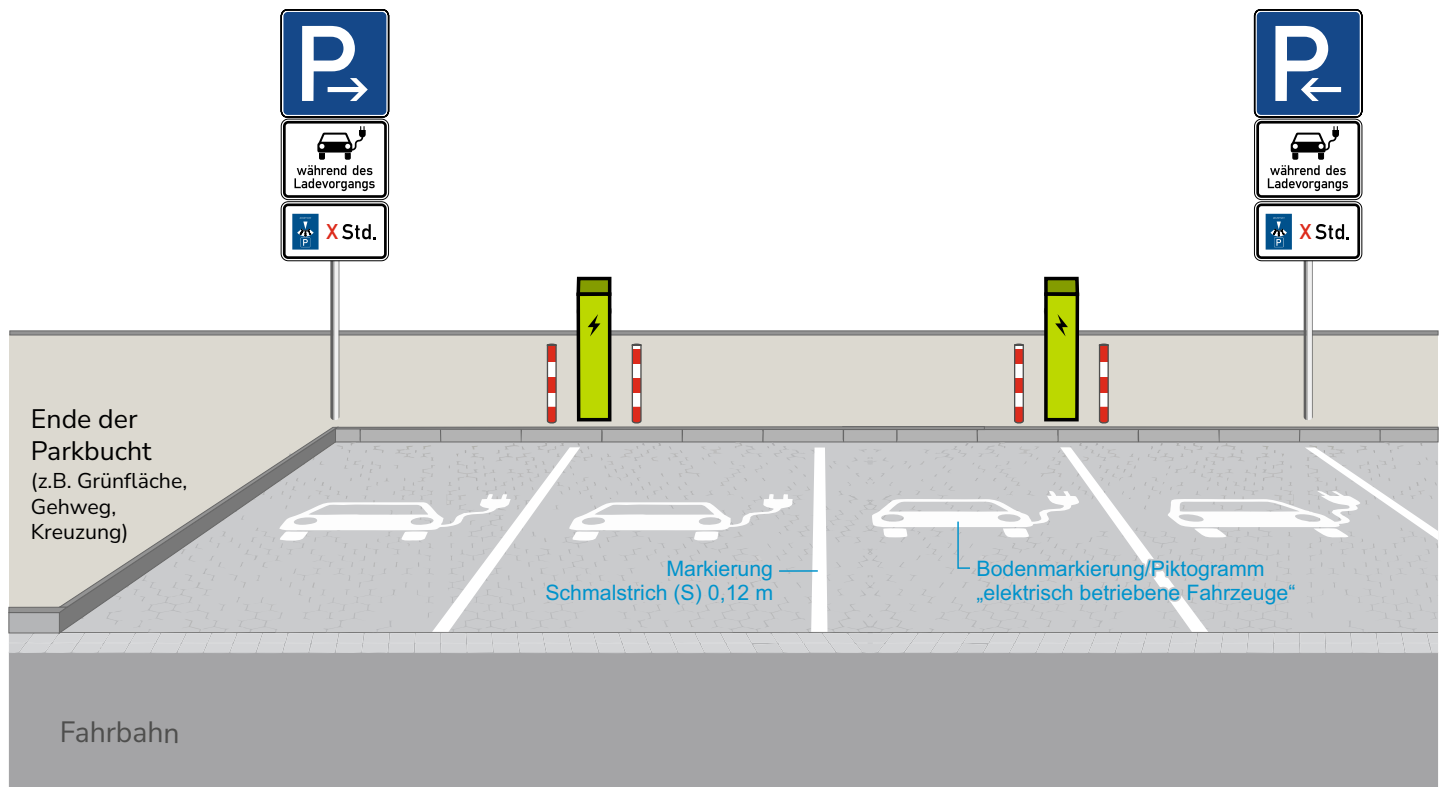 P
während des
Ladevorgangs
P
X Std.
P
während des
Ladevorgangs
P
X Std.
Ende der
Parkbucht
(z.B. Grünfläche,
Gehweg,
Kreuzung)
Markierung
Schmalstrich (S) 0,12 m
Bodenmarkierung/Piktogramm
„elektrisch betriebene Fahrzeuge“
Fahrbahn